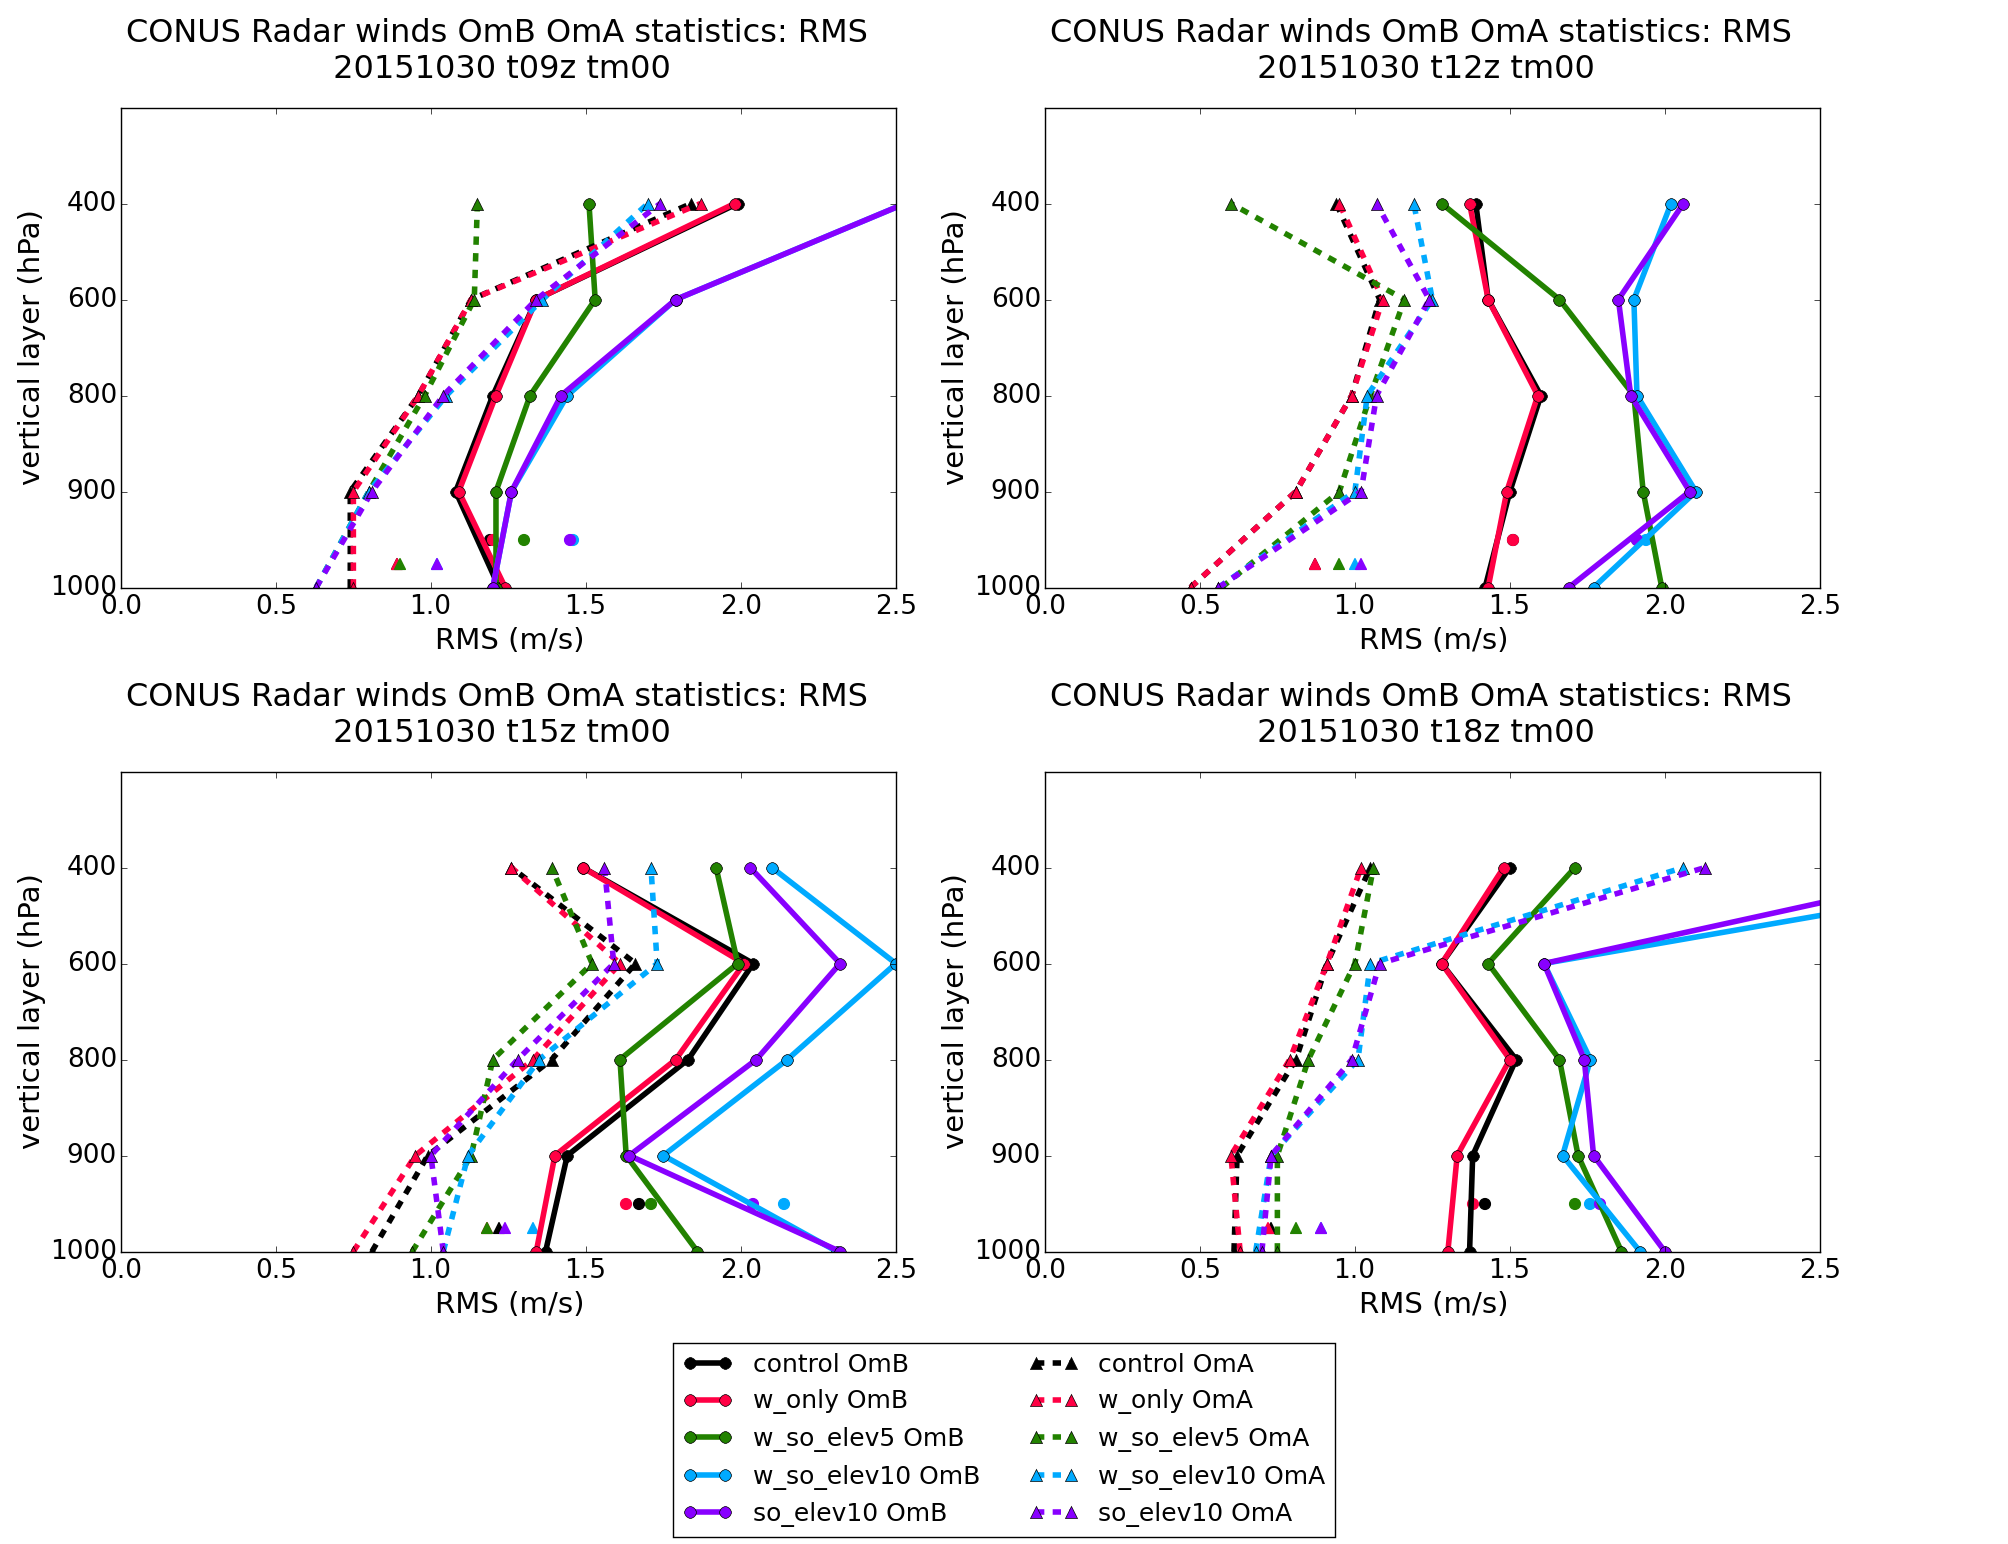 CONUS Radar winds OmB OmA statistics: RMS
20151030 t09z tm00
400
600
800
900
1000
vertical layer (hPa)
0.0 0.5 1.0 1.5 2.0 2.5
RMS (m/s)
CONUS Radar winds OmB OmA statistics: RMS
20151030 t12z tm00
400
600
800
900
1000
vertical layer (hPa)
0.0 0.5 1.0 1.5 2.0 2.5
RMS (m/s)
CONUS Radar winds OmB OmA statistics: RMS
20151030 t15z tm00
400
600
800
900
1000
vertical layer (hPa)
0.0 0.5 1.0 1.5 2.0 2.5
RMS (m/s)
CONUS Radar winds OmB OmA statistics: RMS
20151030 t18z tm00
400
600
800
900
1000
vertical layer (hPa)
0.0 0.5 1.0 1.5 2.0 2.5
RMS (m/s)
control OmB
w_only OmB
w_so_elev5 OmB
w_so_elev10 OmB
so_elev10 OmB
control OmA
w_only OmA
w_so_elev5 OmA
w_so_elev10 OmA
so_elev10 OmA